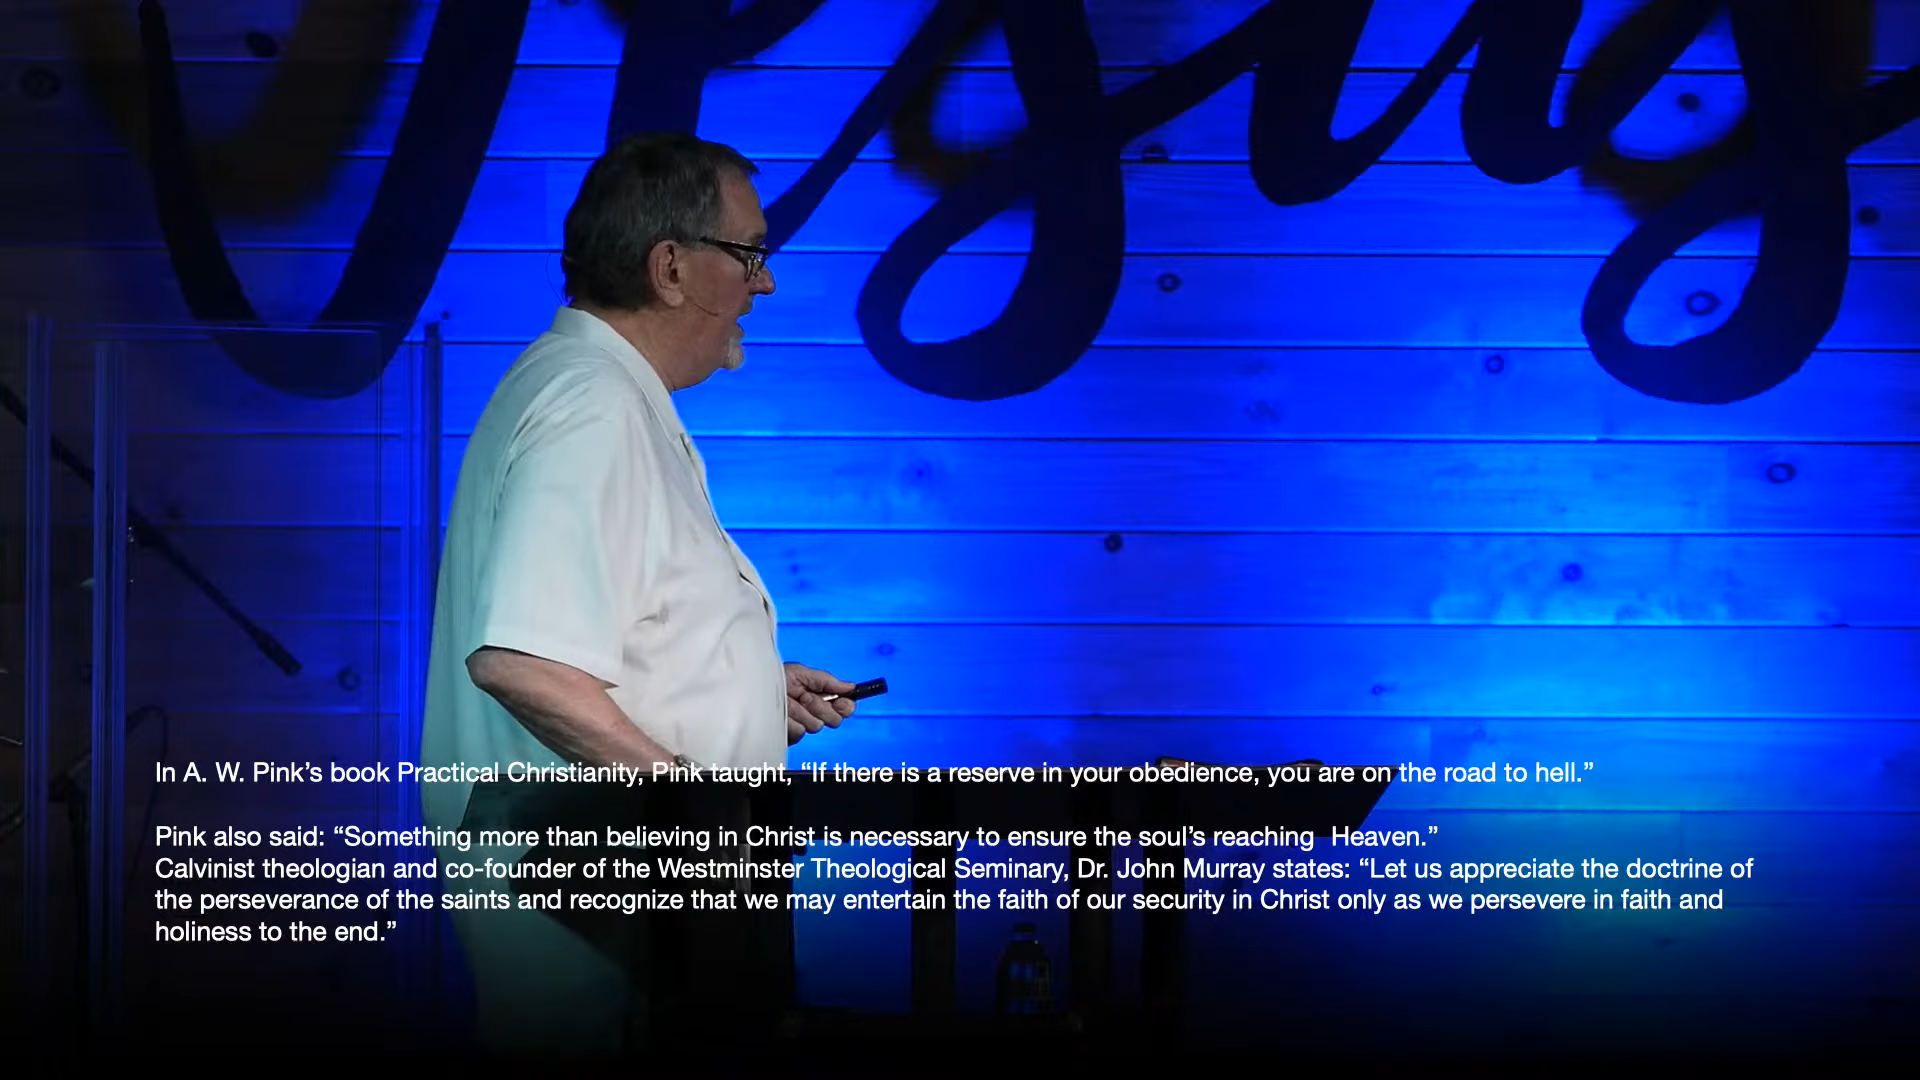 Jesus
In A. W. Pink’s book Practical Christianity, Pink taught, “If there is a reserve in your obedience, you are on the road to hell.”
Pink also said: “Something more than believing in Christ is necessary to ensure the soul’s reaching  Heaven.”
Calvinist theologian and co-founder of the Westminster Theological Seminary, Dr. John Murray states: “Let us appreciate the doctrine of
the perseverance of the saints and recognize that we may entertain the faith of our security in Christ only as we persevere in faith and
holiness to the end.”